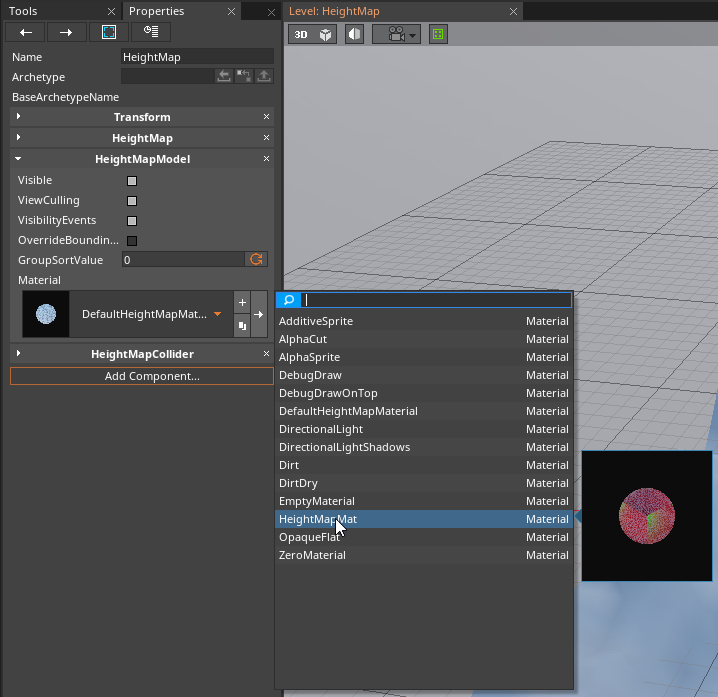 Tools
Properties
Level: HeightMap
3D
Name
HeightMap
Archetype
BaseArchetypeName
Transform
HeightMap
HeightMapModel
Visible
ViewCulling
VisibilityEvents
OverrideBoundin...
GroupSortValue
0
Material
DefaultHeightMapMat...
HeightMapCollider
Add Component...
AdditiveSprite Material
AlphaCut Material
AlphaSprite Material
DebugDraw Material
DebugDrawOnTop Material
DefaultHeightMapMaterial Material
DirectionalLight Material
DirectionalLightShadows Material
Dirt Material
DirtDry Material
EmptyMaterial Material
HeightMapMat Material
OpaqueFlat Material
ZeroMaterial Material